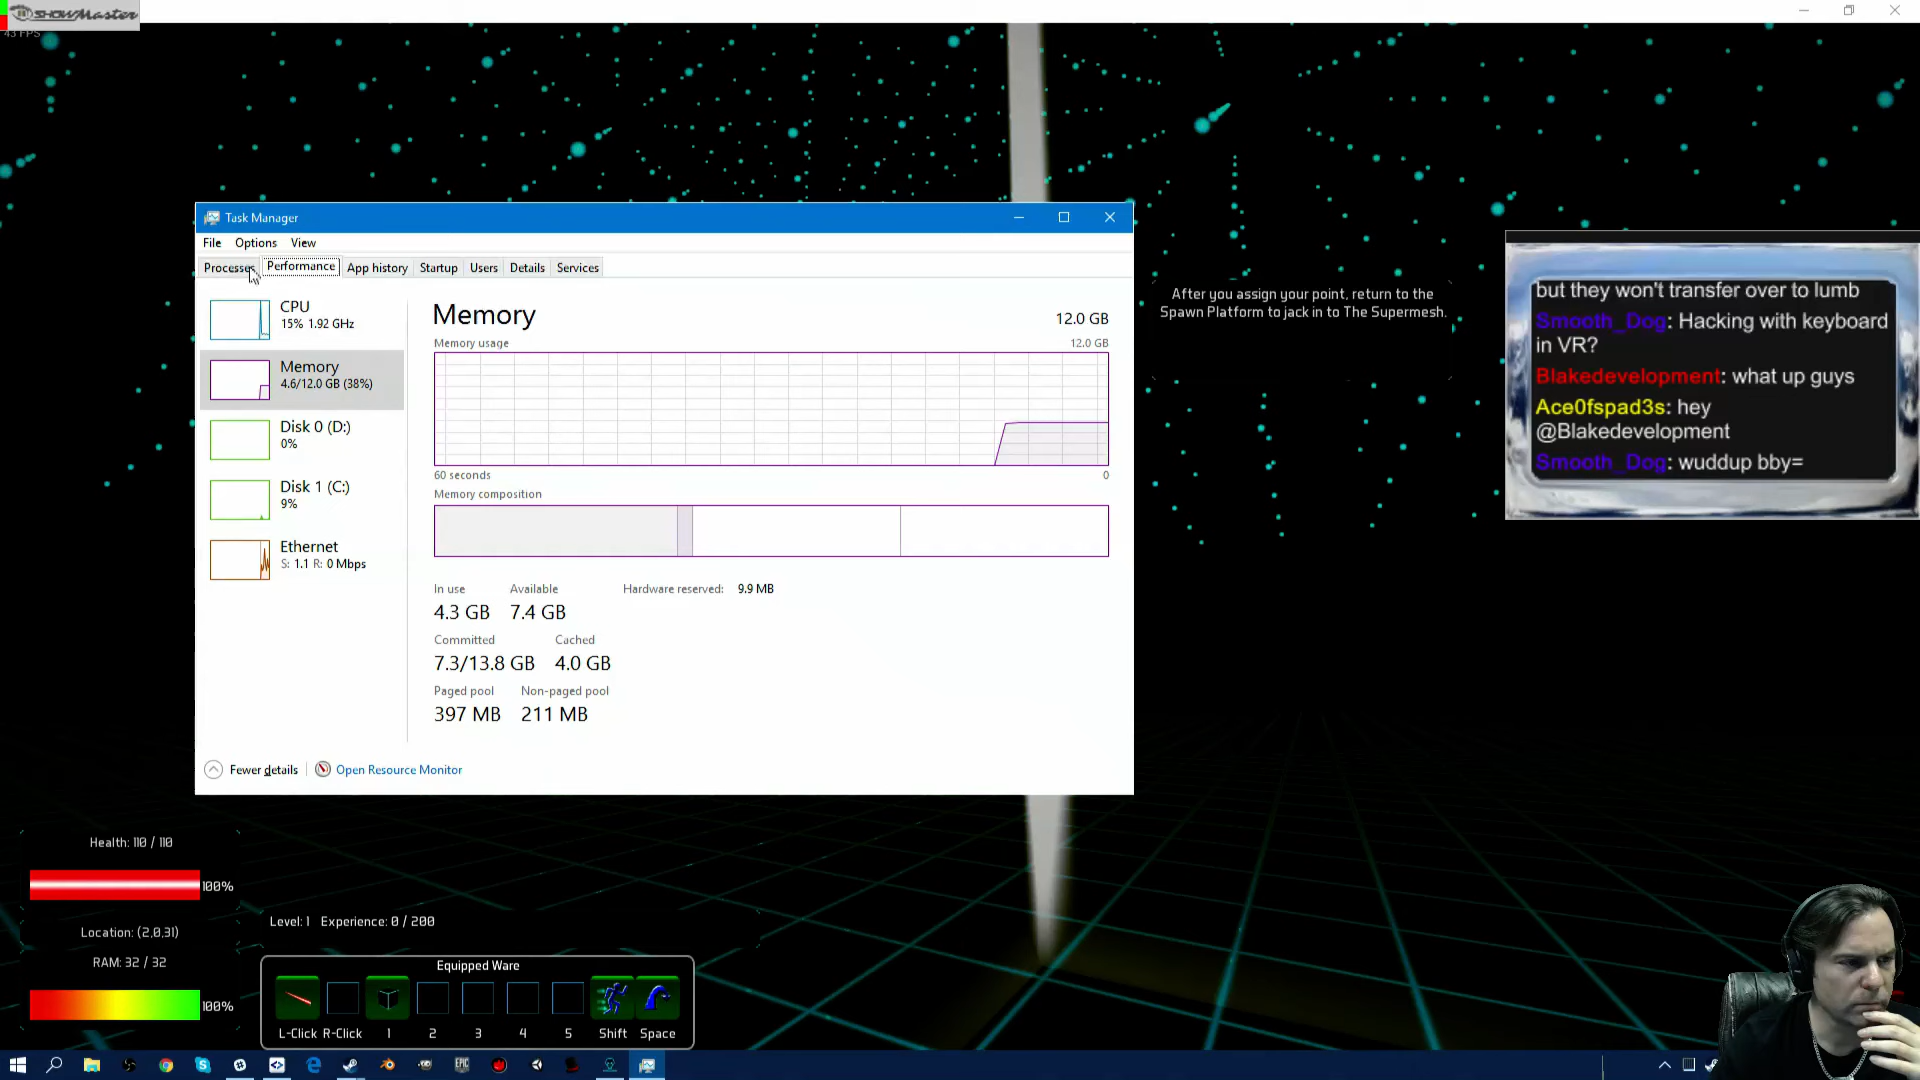 SHOWMaster
43 FPS
Task Manager
File Options View
Processes Performance App history Startup Users Details Services
CPU
15% 1.92 GHz
Memory
4.6/12.0 GB (38%)
Disk 0 (D:)
0%
Disk 1 (C:)
9%
Ethernet
S: 1.1 R: 0 Mbps
Memory 12.0 GB
Memory usage 12.0 GB
60 seconds 0
Memory composition
In use Available Hardware reserved: 9.9 MB
4.3 GB 7.4 GB
Committed Cached
7.3/13.8 GB 4.0 GB
Paged pool Non-paged pool
397 MB 211 MB
Fewer details Open Resource Monitor
After you assign your point, return to the
Spawn Platform to jack in to The Supermesh.
but they won't transfer over to lumb
Smooth_Dog: Hacking with keyboard
in VR?
Blakedevelopment: what up guys
Ace0fspad3s: hey
@Blakedevelopment
Smooth_Dog: wuddup bby=
Health: 110 / 110
100%
Location: (2,0,31)
RAM: 32 / 32
100%
Level: 1 Experience: 0 / 200
Equipped Ware
L-Click R-Click 1 2 3 4 5 Shift Space
EPIC